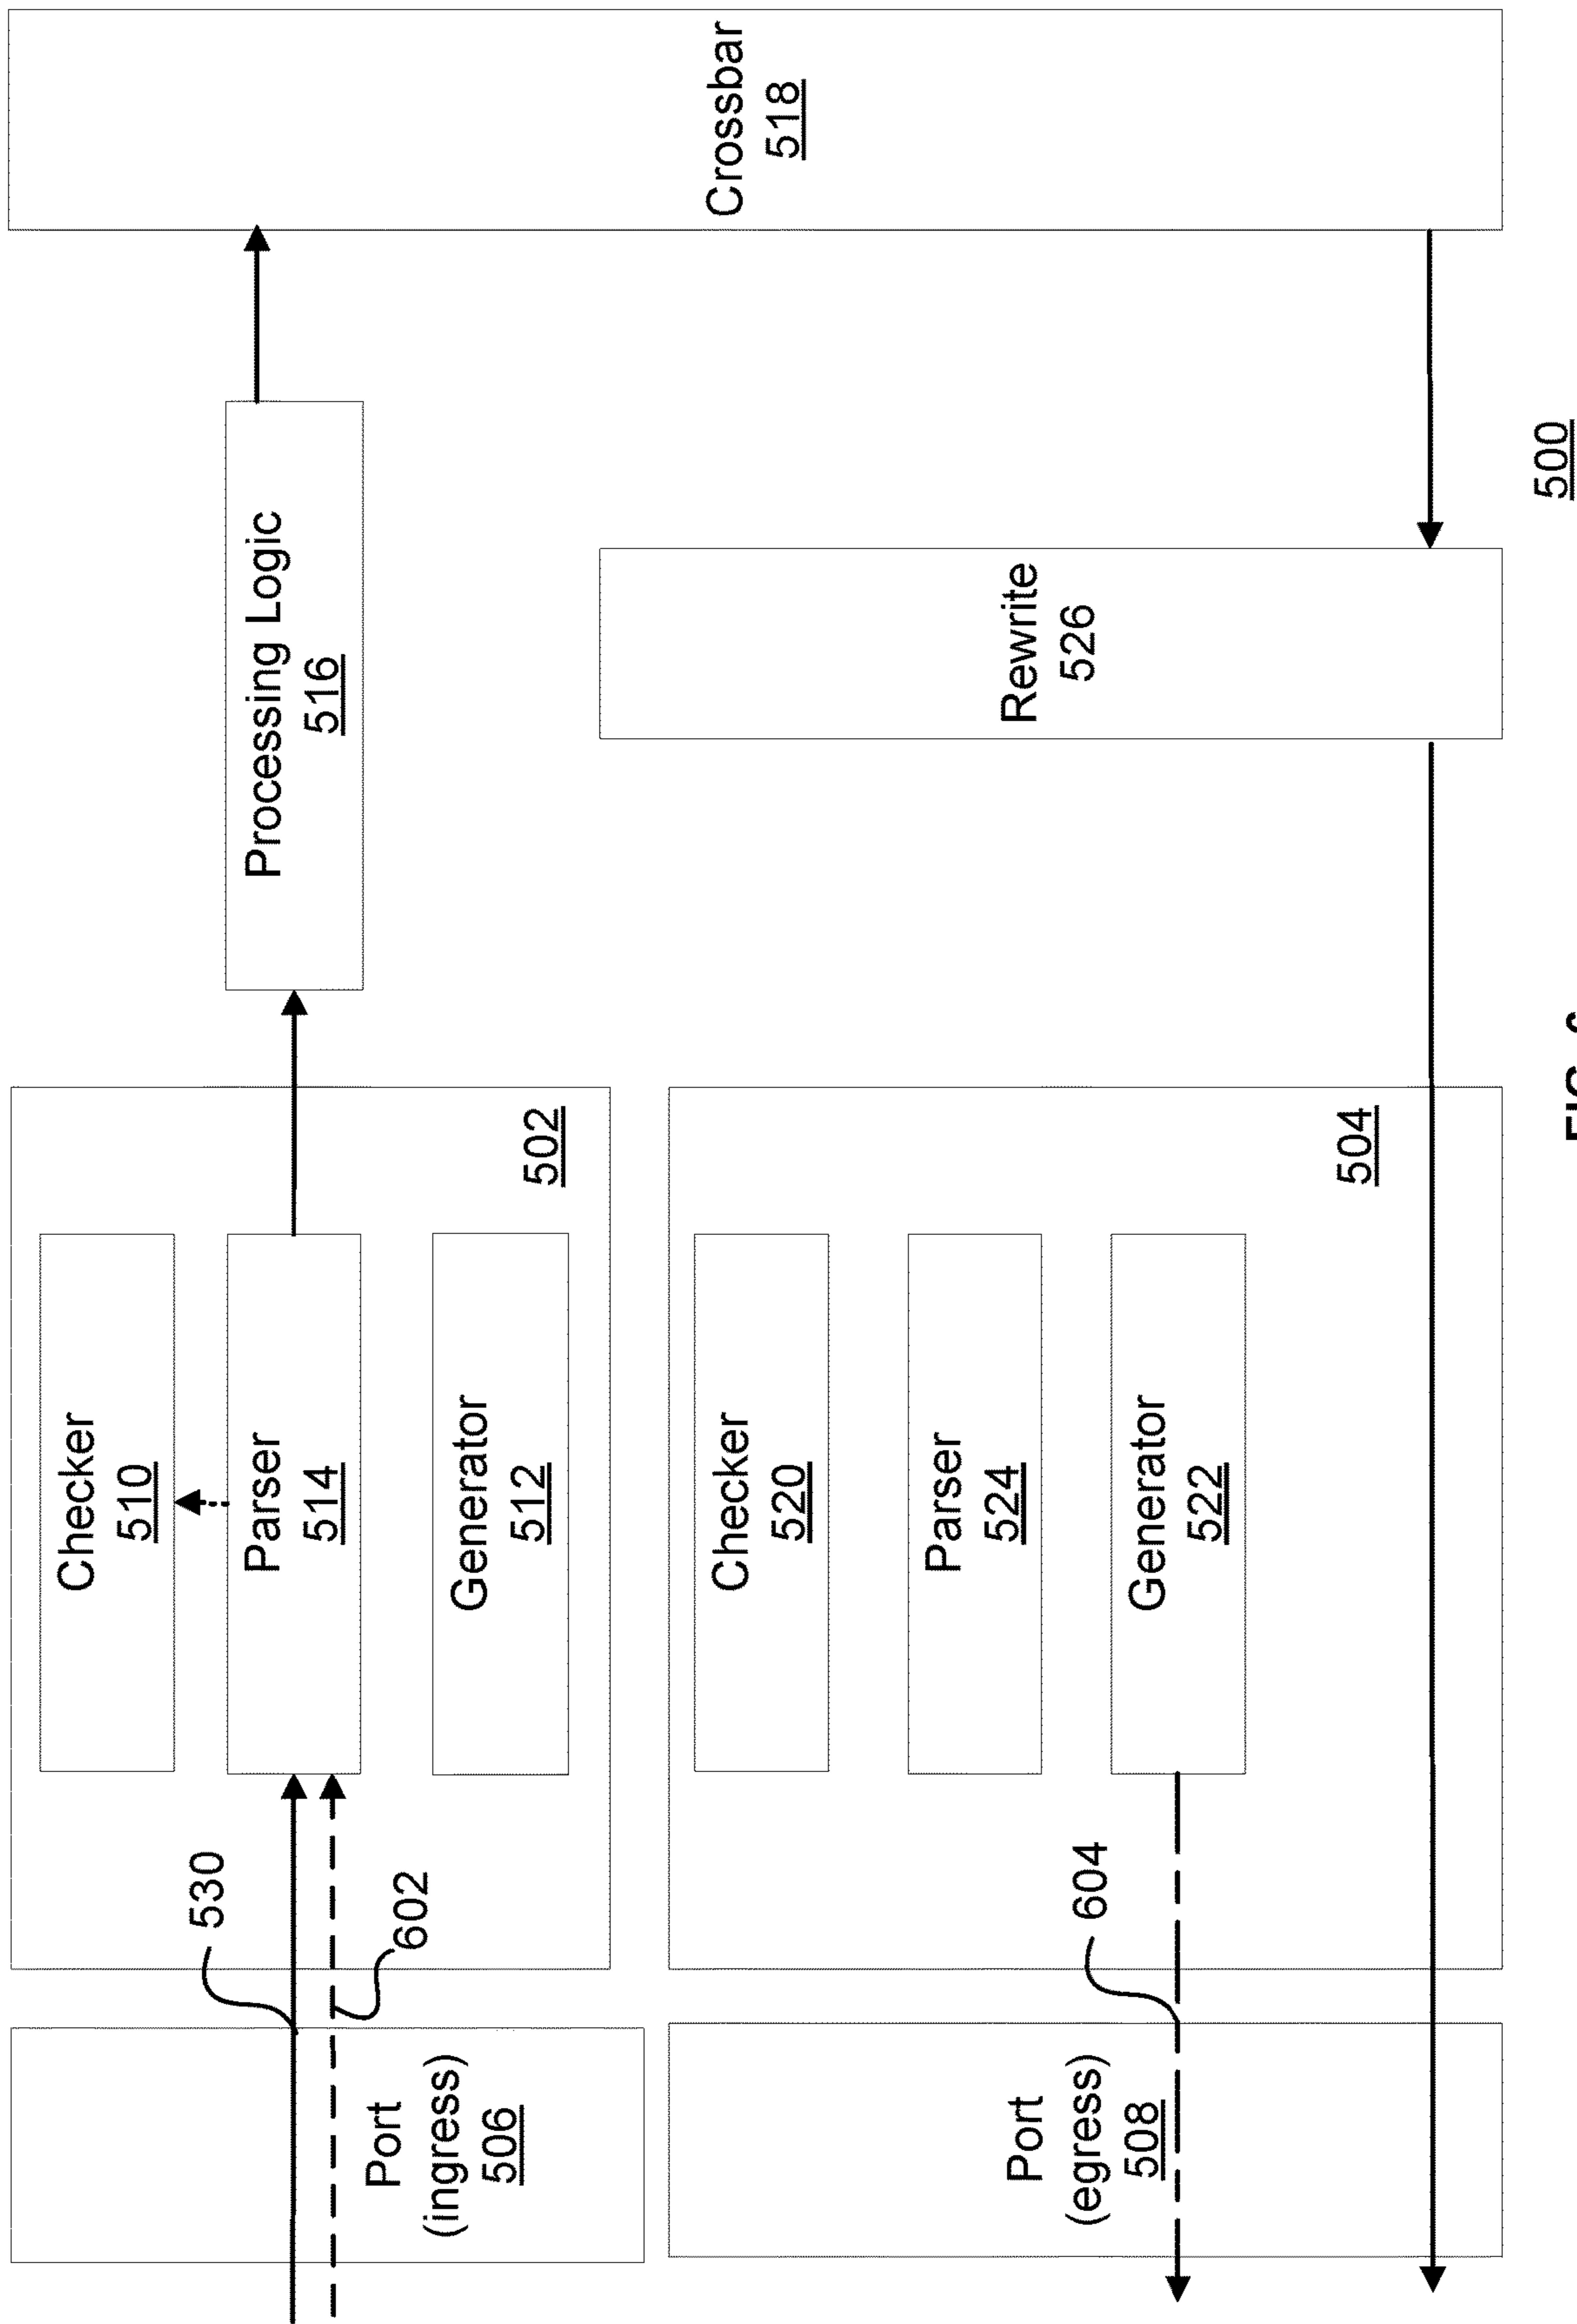 Port
(ingress)
506
530
602
Checker
510
Parser
514
Generator
512
502
Processing Logic
516
Crossbar
518
Port
(egress)
508
604
Checker
520
Parser
524
Generator
522
504
Rewrite
526
500
FIG.